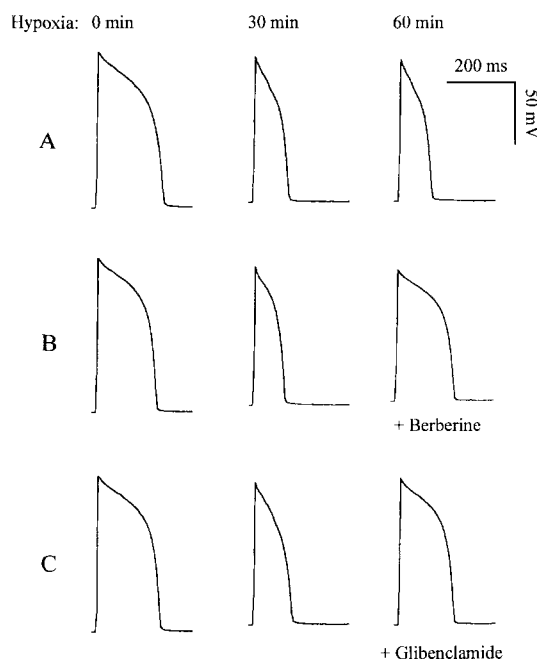 Hypoxia: 0 min 30 min 60 min
200 ms
50 mV
A
B
+ Berberine
C
+ Glibenclamide